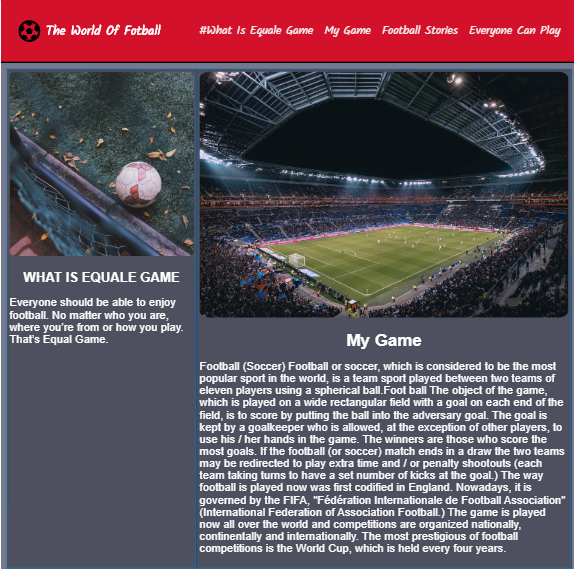 The World Of Fotball
#What Is Equale Game My Game Football Stories Everyone Can Play
WHAT IS EQUALE GAME
Everyone should be able to enjoy
football. No matter who you are,
where you're from or how you play.
That's Equal Game.
My Game
Football (Soccer) Football or soccer, which is considered to be the most
popular sport in the world, is a team sport played between two teams of
eleven players using a spherical ball.Foot ball The object of the game,
which is played on a wide rectangular field with a goal on each end of the
field, is to score by putting the ball into the adversary goal. The goal is
kept by a goalkeeper who is allowed, at the exception of other players, to
use his / her hands in the game. The winners are those who score the
most goals. If the football (or soccer) match ends in a draw the two teams
may be redirected to play extra time and / or penalty shootouts (each
team taking turns to have a set number of kicks at the goal.) The way
football is played now was first codified in England. Nowadays, it is
governed by the FIFA, "Fédération Internationale de Football Association"
(International Federation of Association Football.) The game is played
now all over the world and competitions are organized nationally,
continentally and internationally. The most prestigious of football
competitions is the World Cup, which is held every four years.